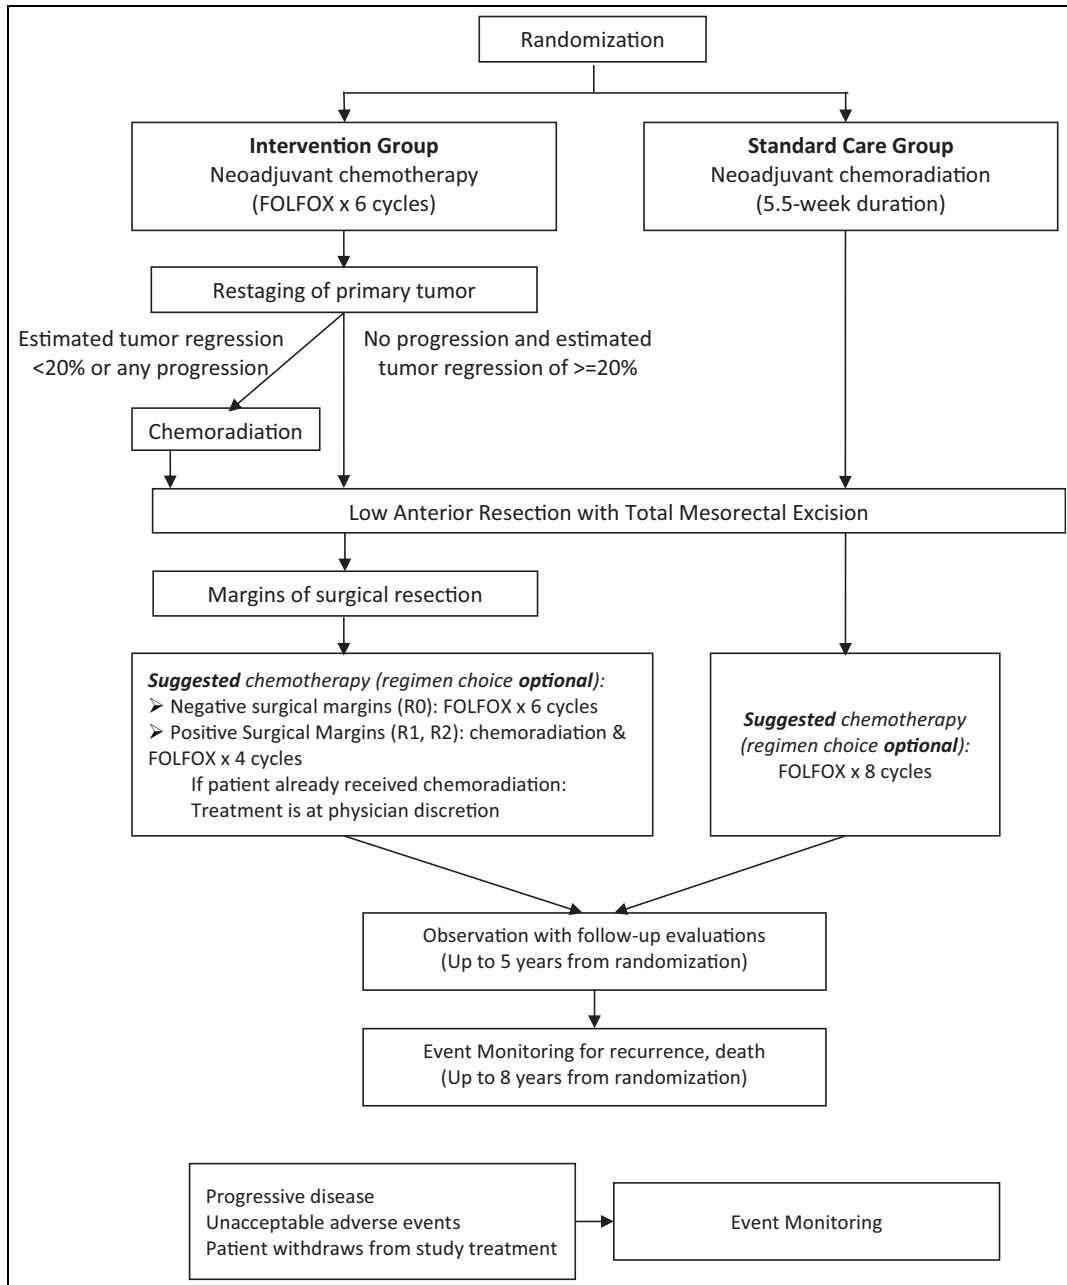 Randomization
Intervention Group
Neoadjuvant chemotherapy
(FOLFOX x 6 cycles)
Standard Care Group
Neoadjuvant chemoradiation
(5.5-week duration)
Restaging of primary tumor
Estimated tumor regression
<20% or any progression
No progression and estimated
tumor regression of >=20%
Chemoradiation
Low Anterior Resection with Total Mesorectal Excision
Margins of surgical resection
Suggested chemotherapy (regimen choice optional):
➢ Negative surgical margins (R0): FOLFOX x 6 cycles
➢ Positive Surgical Margins (R1, R2): chemoradiation &
FOLFOX x 4 cycles
If patient already received chemoradiation:
Treatment is at physician discretion
Suggested chemotherapy
(regimen choice optional):
FOLFOX x 8 cycles
Observation with follow-up evaluations
(Up to 5 years from randomization)
Event Monitoring for recurrence, death
(Up to 8 years from randomization)
Progressive disease
Unacceptable adverse events
Patient withdraws from study treatment
Event Monitoring